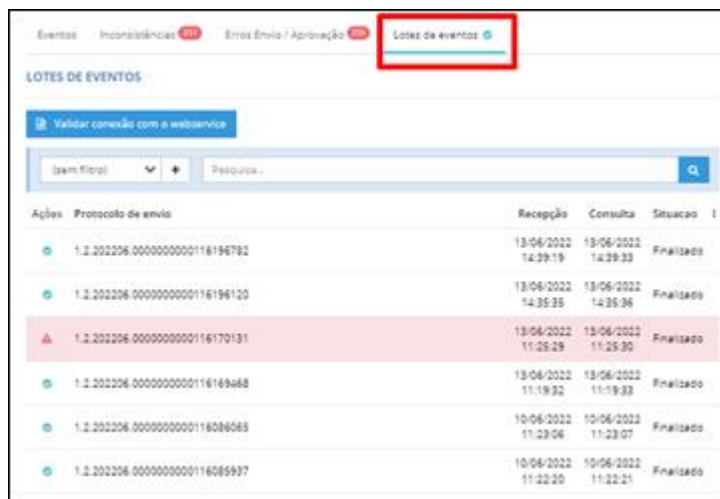 Eventos Inconsistências Erros Envio / Aprovação Lotes de eventos
LOTES DE EVENTOS
Validar conexão com o webservice
(sem filtro) + Pesquisa...
Ações Protocolo de envio Recepção Consulta Situacao
1.2.202206.0000000000116196782 13/06/2022 14:39:19 13/06/2022 14:39:33 Finalizado
1.2.202206.0000000000116196120 13/06/2022 14:35:35 13/06/2022 14:35:36 Finalizado
1.2.202206.0000000000116170131 13/06/2022 11:25:29 13/06/2022 11:25:30 Finalizado
1.2.202206.0000000000116169468 13/06/2022 11:19:32 13/06/2022 11:19:33 Finalizado
1.2.202206.0000000000116086065 10/06/2022 11:23:06 10/06/2022 11:23:07 Finalizado
1.2.202206.0000000000116085937 10/06/2022 11:22:20 10/06/2022 11:22:21 Finalizado